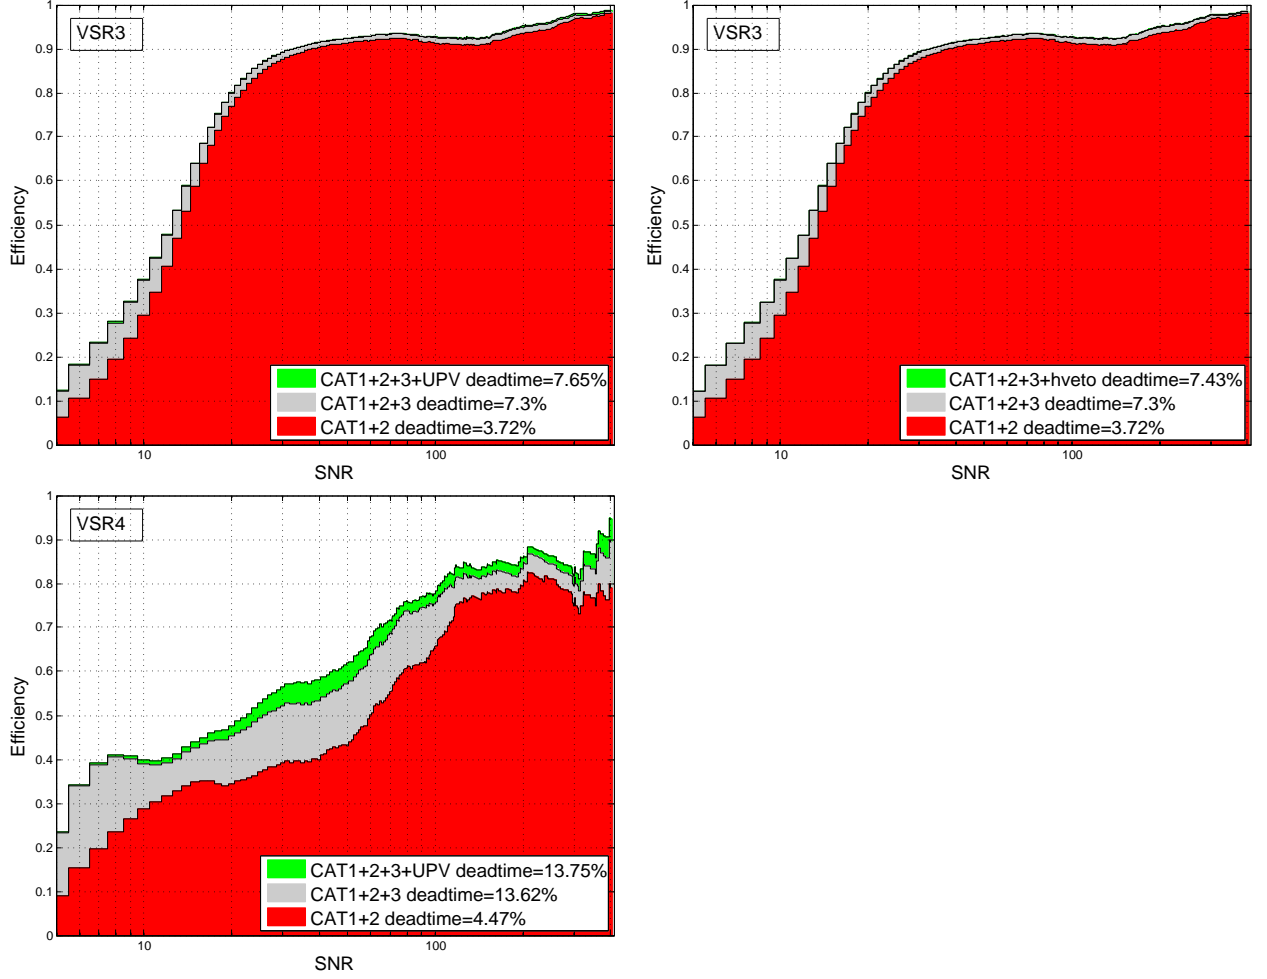 VSR3
Efficiency
1
0.9
0.8
0.7
0.6
0.5
0.4
0.3
0.2
0.1
0
CAT1+2+3+UPV deadtime=7.65%
CAT1+2+3 deadtime=7.3%
CAT1+2 deadtime=3.72%
10
100
SNR
VSR3
Efficiency
1
0.9
0.8
0.7
0.6
0.5
0.4
0.3
0.2
0.1
0
CAT1+2+3+hveto deadtime=7.43%
CAT1+2+3 deadtime=7.3%
CAT1+2 deadtime=3.72%
10
100
SNR
VSR4
Efficiency
1
0.9
0.8
0.7
0.6
0.5
0.4
0.3
0.2
0.1
0
CAT1+2+3+UPV deadtime=13.75%
CAT1+2+3 deadtime=13.62%
CAT1+2 deadtime=4.47%
10
100
SNR